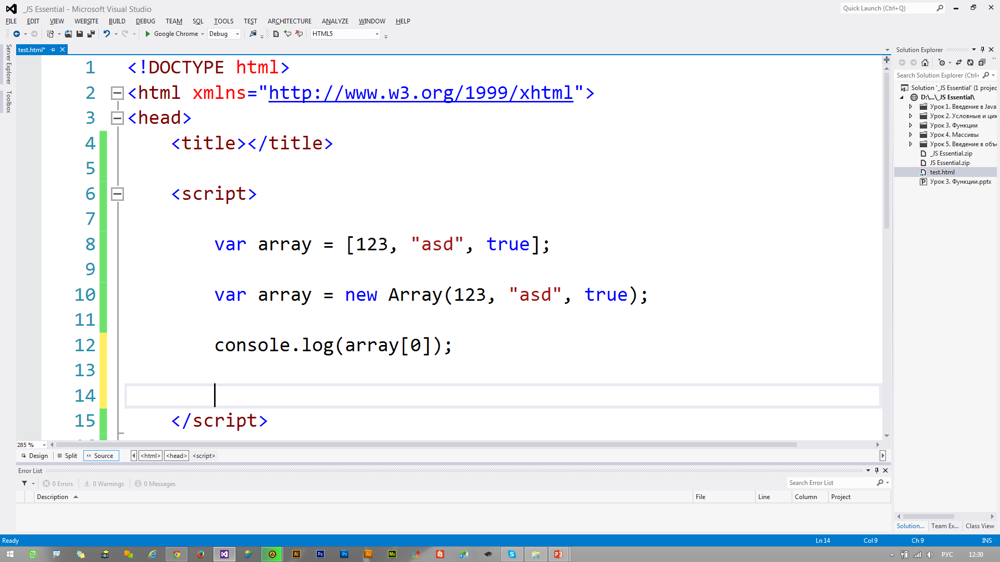 _JS Essential - Microsoft Visual Studio
Quick Launch (Ctrl+Q)
FILE EDIT VIEW WEBSITE BUILD DEBUG TEAM SQL TOOLS TEST ARCHITECTURE ANALYZE WINDOW HELP
Google Chrome Debug HTML5
Server Explorer
Toolbox
test.html*
1 <!DOCTYPE html>
2 <html xmlns="http://www.w3.org/1999/xhtml">
3 <head>
4 <title></title>
5
6 <script>
7
8 var array = [123, "asd", true];
9
10 var array = new Array(123, "asd", true);
11
12 console.log(array[0]);
13
14
15 </script>
285 %
Design Split Source <html> <head> <script>
Error List
0 Errors 0 Warnings 0 Messages
Search Error List
Description File Line Column Project
Solution Explorer
Search Solution Explorer (Ctrl+
Solution '_JS Essential' (1 projec
D:\...\_JS Essential\
Урок 1. Введение в Java
Урок 2. Условные и цик
Урок 3. Функции
Урок 4. Массивы
Урок 5. Введение в объ
_JS Essential.zip
JS Essential.zip
test.html
Урок 3. Функции.pptx
Solution... Team Ex... Class View
Ready Ln 14 Col 9 Ch 9 INS
Ai Ps Ps Ai Mu
РУС 12:30